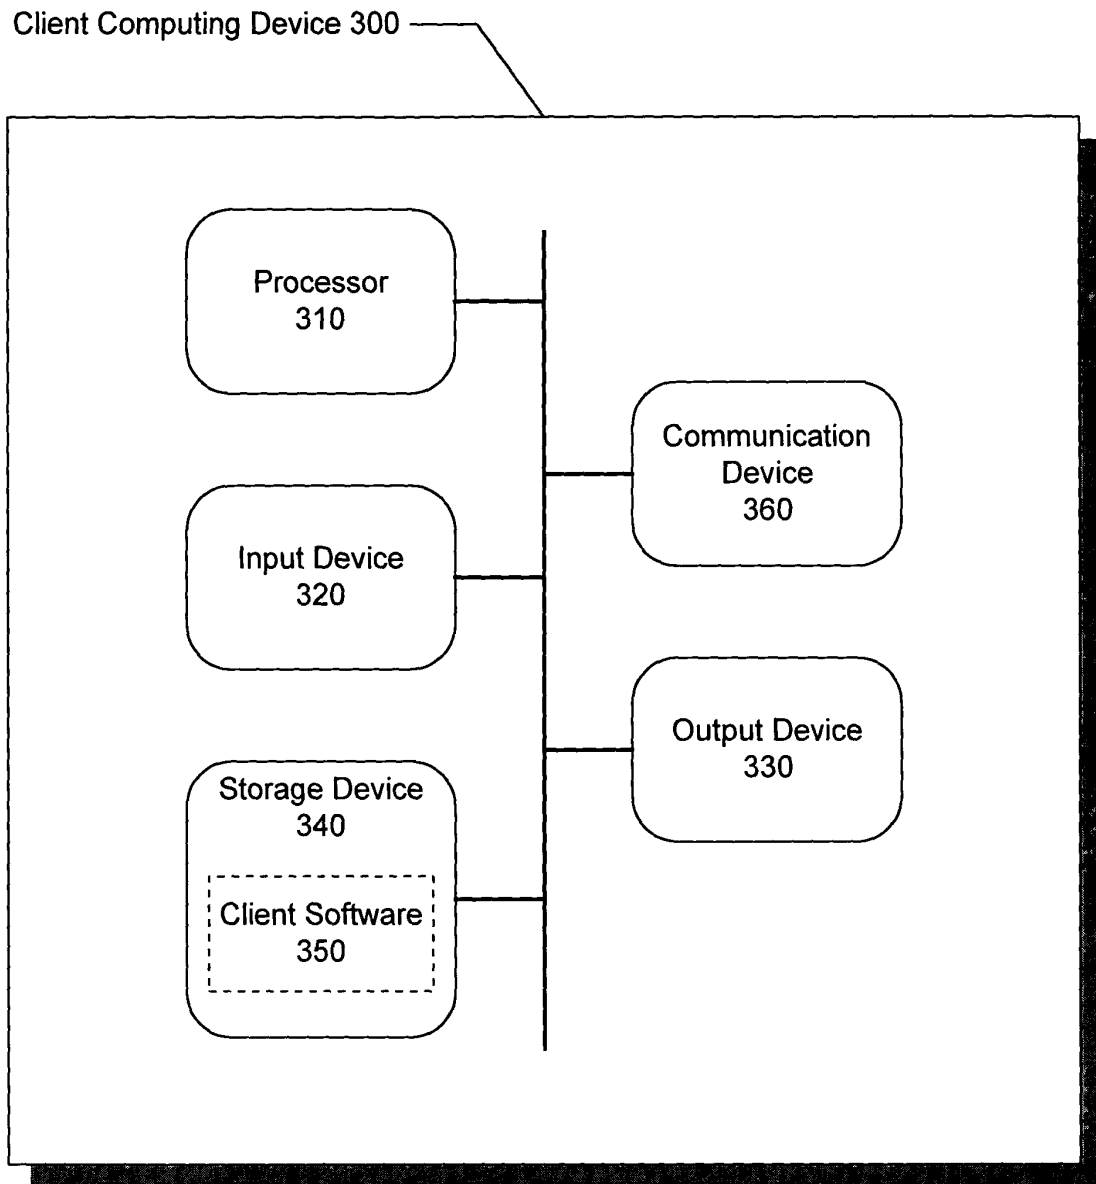 Client Computing Device 300
Processor
310
Communication
Device
360
Input Device
320
Output Device
330
Storage Device
340
Client Software
350